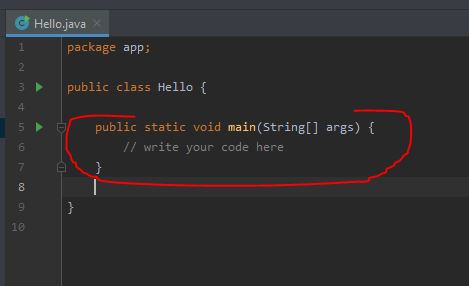 Hello.java
1 package app;
2
3 public class Hello {
4
5 public static void main(String[] args) {
6 // write your code here
7 }
8
9 }
10